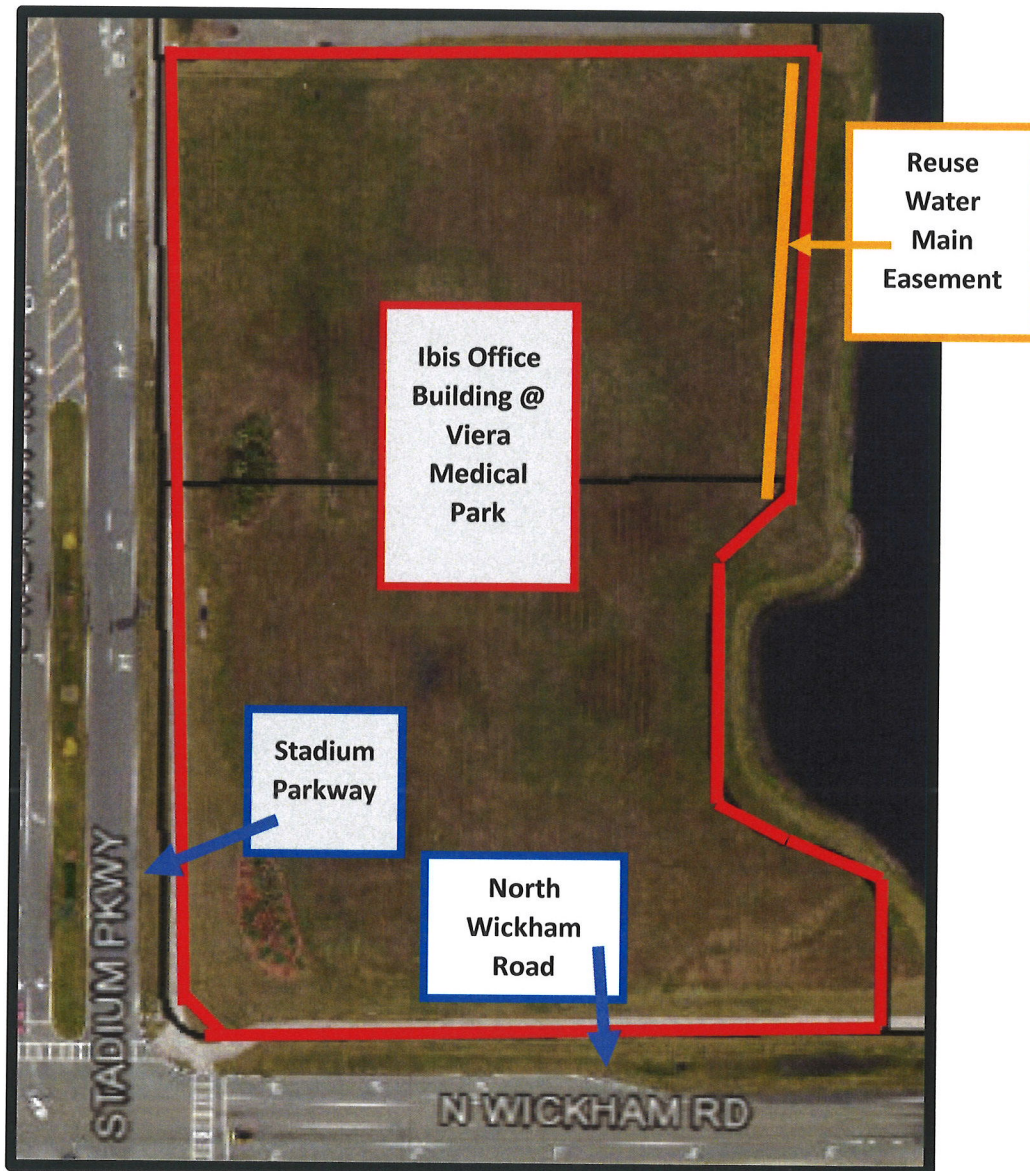 Reuse
Water
Main
Easement
Ibis Office
Building @
Viera
Medical
Park
Stadium
Parkway
North
Wickham
Road
STADIUM PKWY
N WICKHAM RD